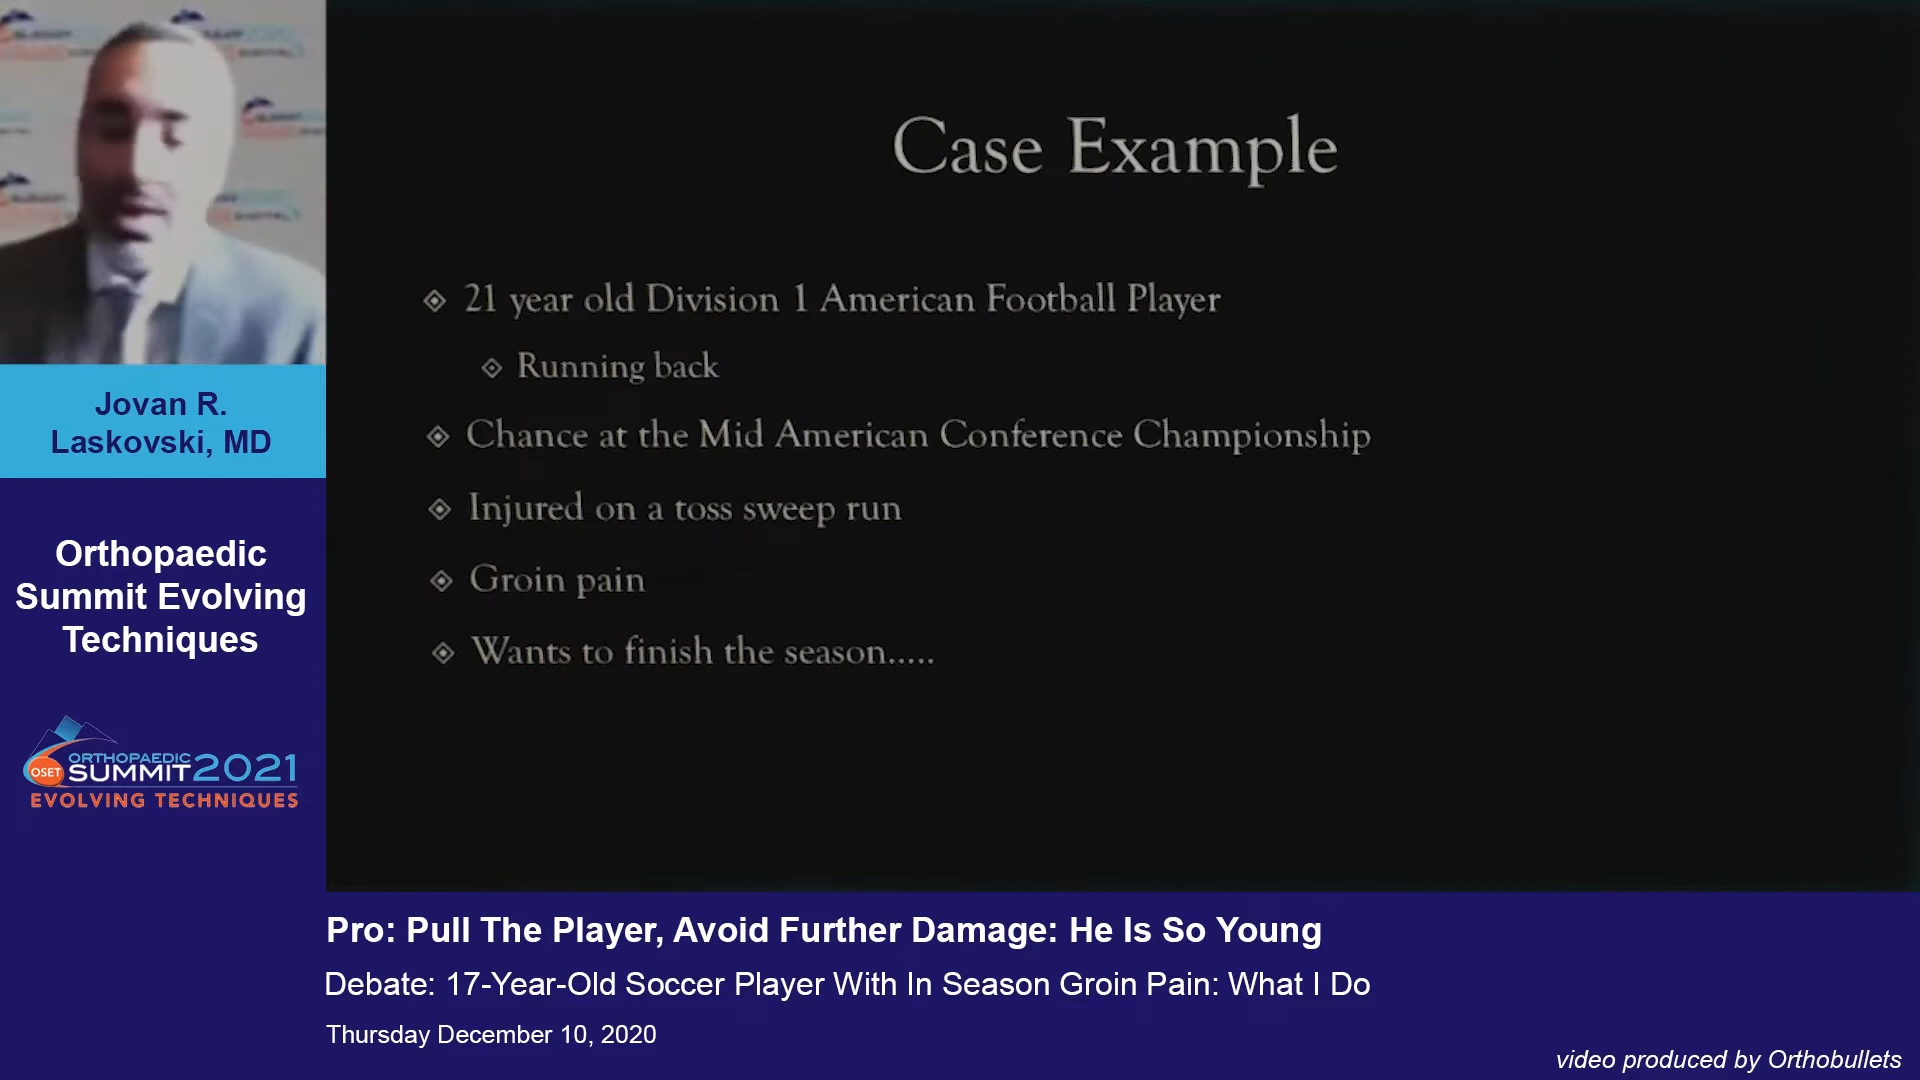 Case Example
21 year old Division 1 American Football Player
Running back
Chance at the Mid American Conference Championship
Injured on a toss sweep run
Groin pain
Wants to finish the season.....
Jovan R.
Laskovski, MD
Orthopaedic
Summit Evolving
Techniques
OSET
ORTHOPAEDIC
SUMMIT 2021
EVOLVING TECHNIQUES
Pro: Pull The Player, Avoid Further Damage: He Is So Young
Debate: 17-Year-Old Soccer Player With In Season Groin Pain: What I Do
Thursday December 10, 2020
video produced by Orthobullets